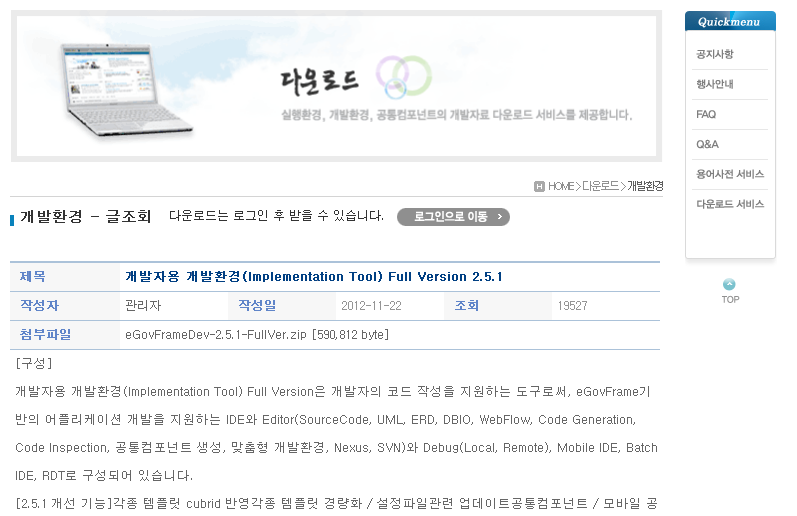 다운로드
실행환경, 개발환경, 공통컴포넌트의 개발자료 다운로드 서비스를 제공합니다.
HOME > 다운로드 > 개발환경
개발환경 - 글조회 다운로드는 로그인 후 받을 수 있습니다. 로그인으로 이동
제목 개발자용 개발환경(Implementation Tool) Full Version 2.5.1
작성자 관리자 작성일 2012-11-22 조회 19527
첨부파일 eGovFrameDev-2.5.1-FullVer.zip [590,812 byte]
[구성]
개발자용 개발환경(Implementation Tool) Full Version은 개발자의 코드 작성을 지원하는 도구로써, eGovFrame기
반의 어플리케이션 개발을 지원하는 IDE와 Editor(SourceCode, UML, ERD, DBIO, WebFlow, Code Generation,
Code Inspection, 공통컴포넌트 생성, 맞춤형 개발환경, Nexus, SVN)와 Debug(Local, Remote), Mobile IDE, Batch
IDE, RDT로 구성되어 있습니다.
[2.5.1 개선 기능]각종 템플릿 cubrid 반영각종 템플릿 경량화 / 설정파일관련 업데이트공통컴포넌트 / 모바일 공
Quickmenu
공지사항
행사안내
FAQ
Q&A
용어사전 서비스
다운로드 서비스
TOP